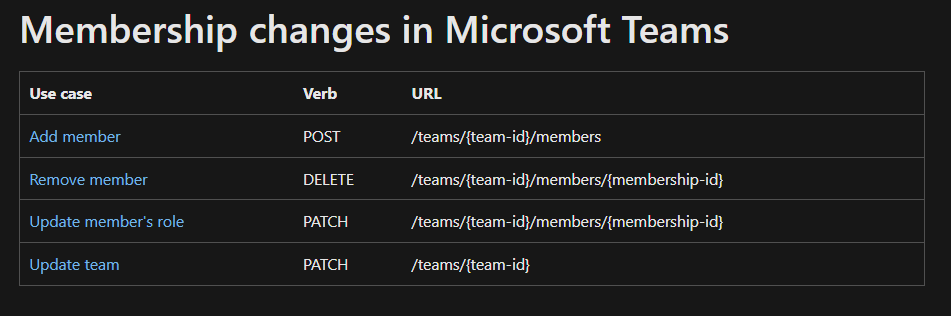 Membership changes in Microsoft Teams
Use case Verb URL
Add member POST /teams/{team-id}/members
Remove member DELETE /teams/{team-id}/members/{membership-id}
Update member's role PATCH /teams/{team-id}/members/{membership-id}
Update team PATCH /teams/{team-id}